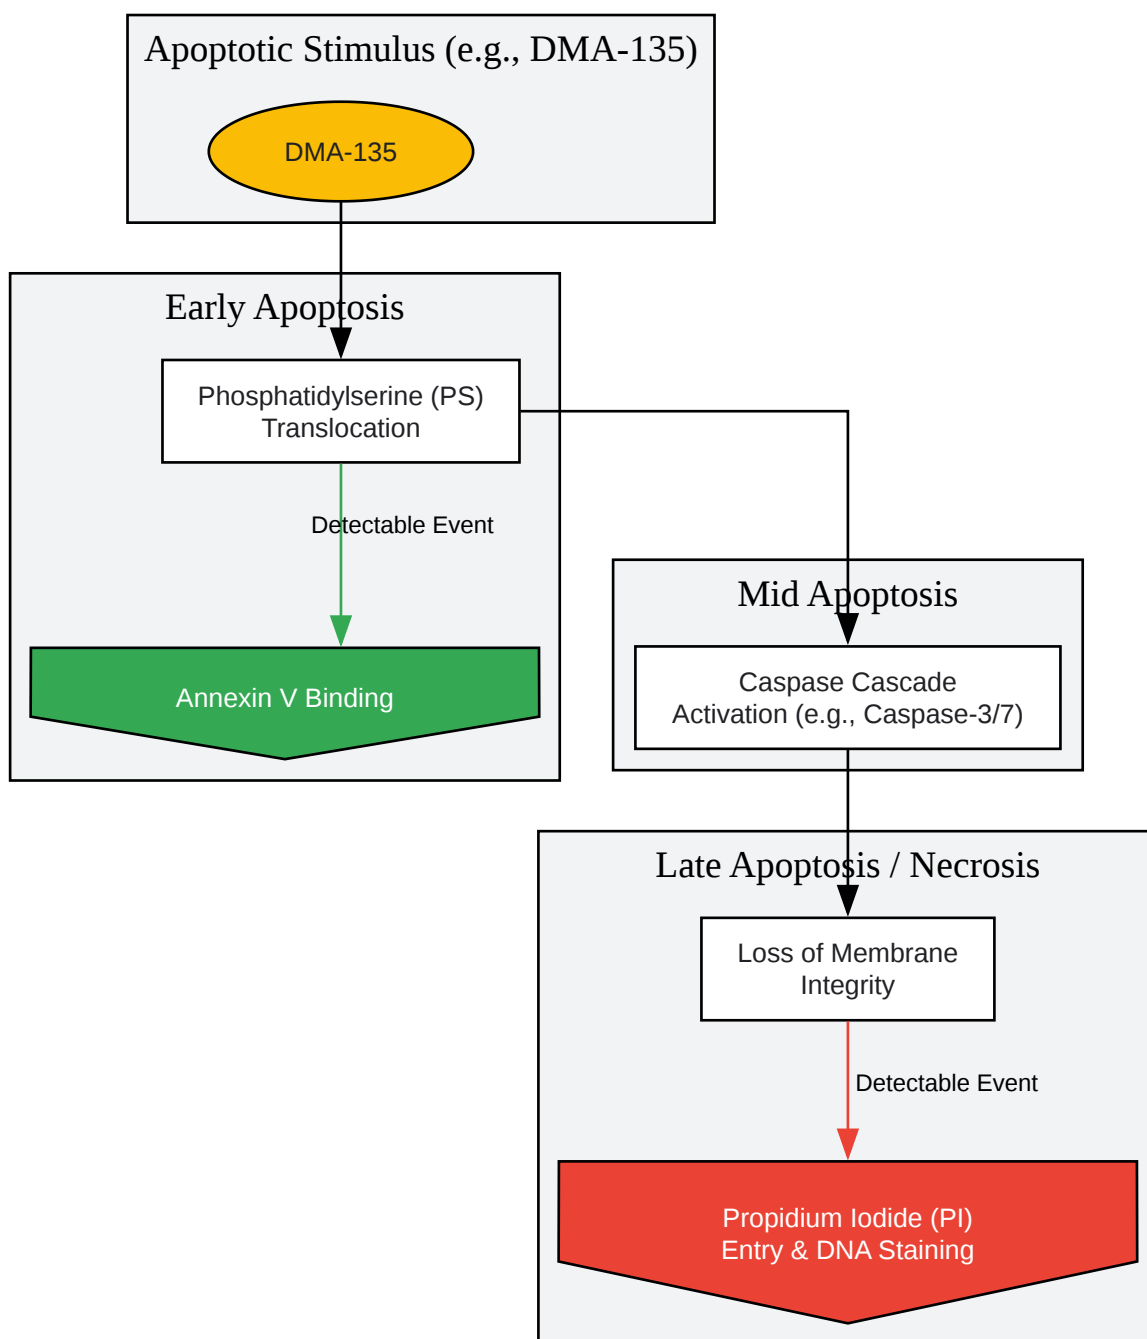 Apoptotic Stimulus (e.g., DMA-135)
DMA-135
Early Apoptosis
Phosphatidylserine (PS)
Translocation
Detectable Event
Annexin V Binding
Mid Apoptosis
Caspase Cascade
Activation (e.g., Caspase-3/7)
Late Apoptosis / Necrosis
Loss of Membrane
Integrity
Detectable Event
Propidium Iodide (PI)
Entry & DNA Staining